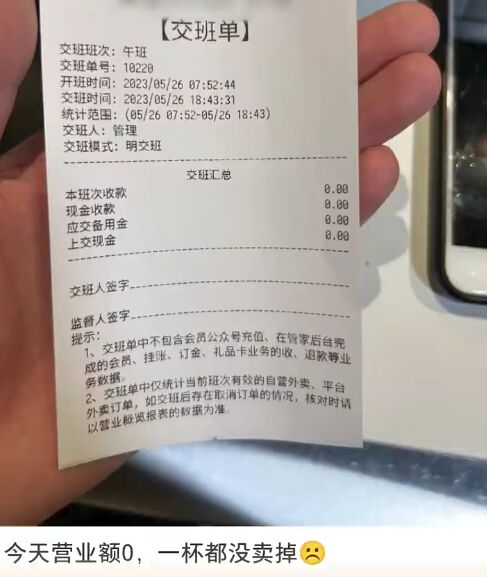 【交班单】
交班班次：午班
交班单号：10220
开班时间：2023/05/26 07:52:44
交班时间：2023/05/26 18:43:31
统计范围：(05/26 07:52-05/26 18:43)
交班人：管理
交班模式：明交班
交班汇总
本班次收款 0.00
现金收款 0.00
应交备用金 0.00
上交现金 0.00
交班人签字
监督人签字
提示：
1、交班单中不包含会员公众号充值、在管家后台完
成的会员、挂账、订金、礼品卡业务的收、退款等业
务数据。
2、交班单中仅统计当前班次有效的自营外卖、平台
外卖订单，如交班后存在取消订单的情况，核对时请
以营业概览报表的数据为准。
今天营业额0，一杯都没卖掉☹️